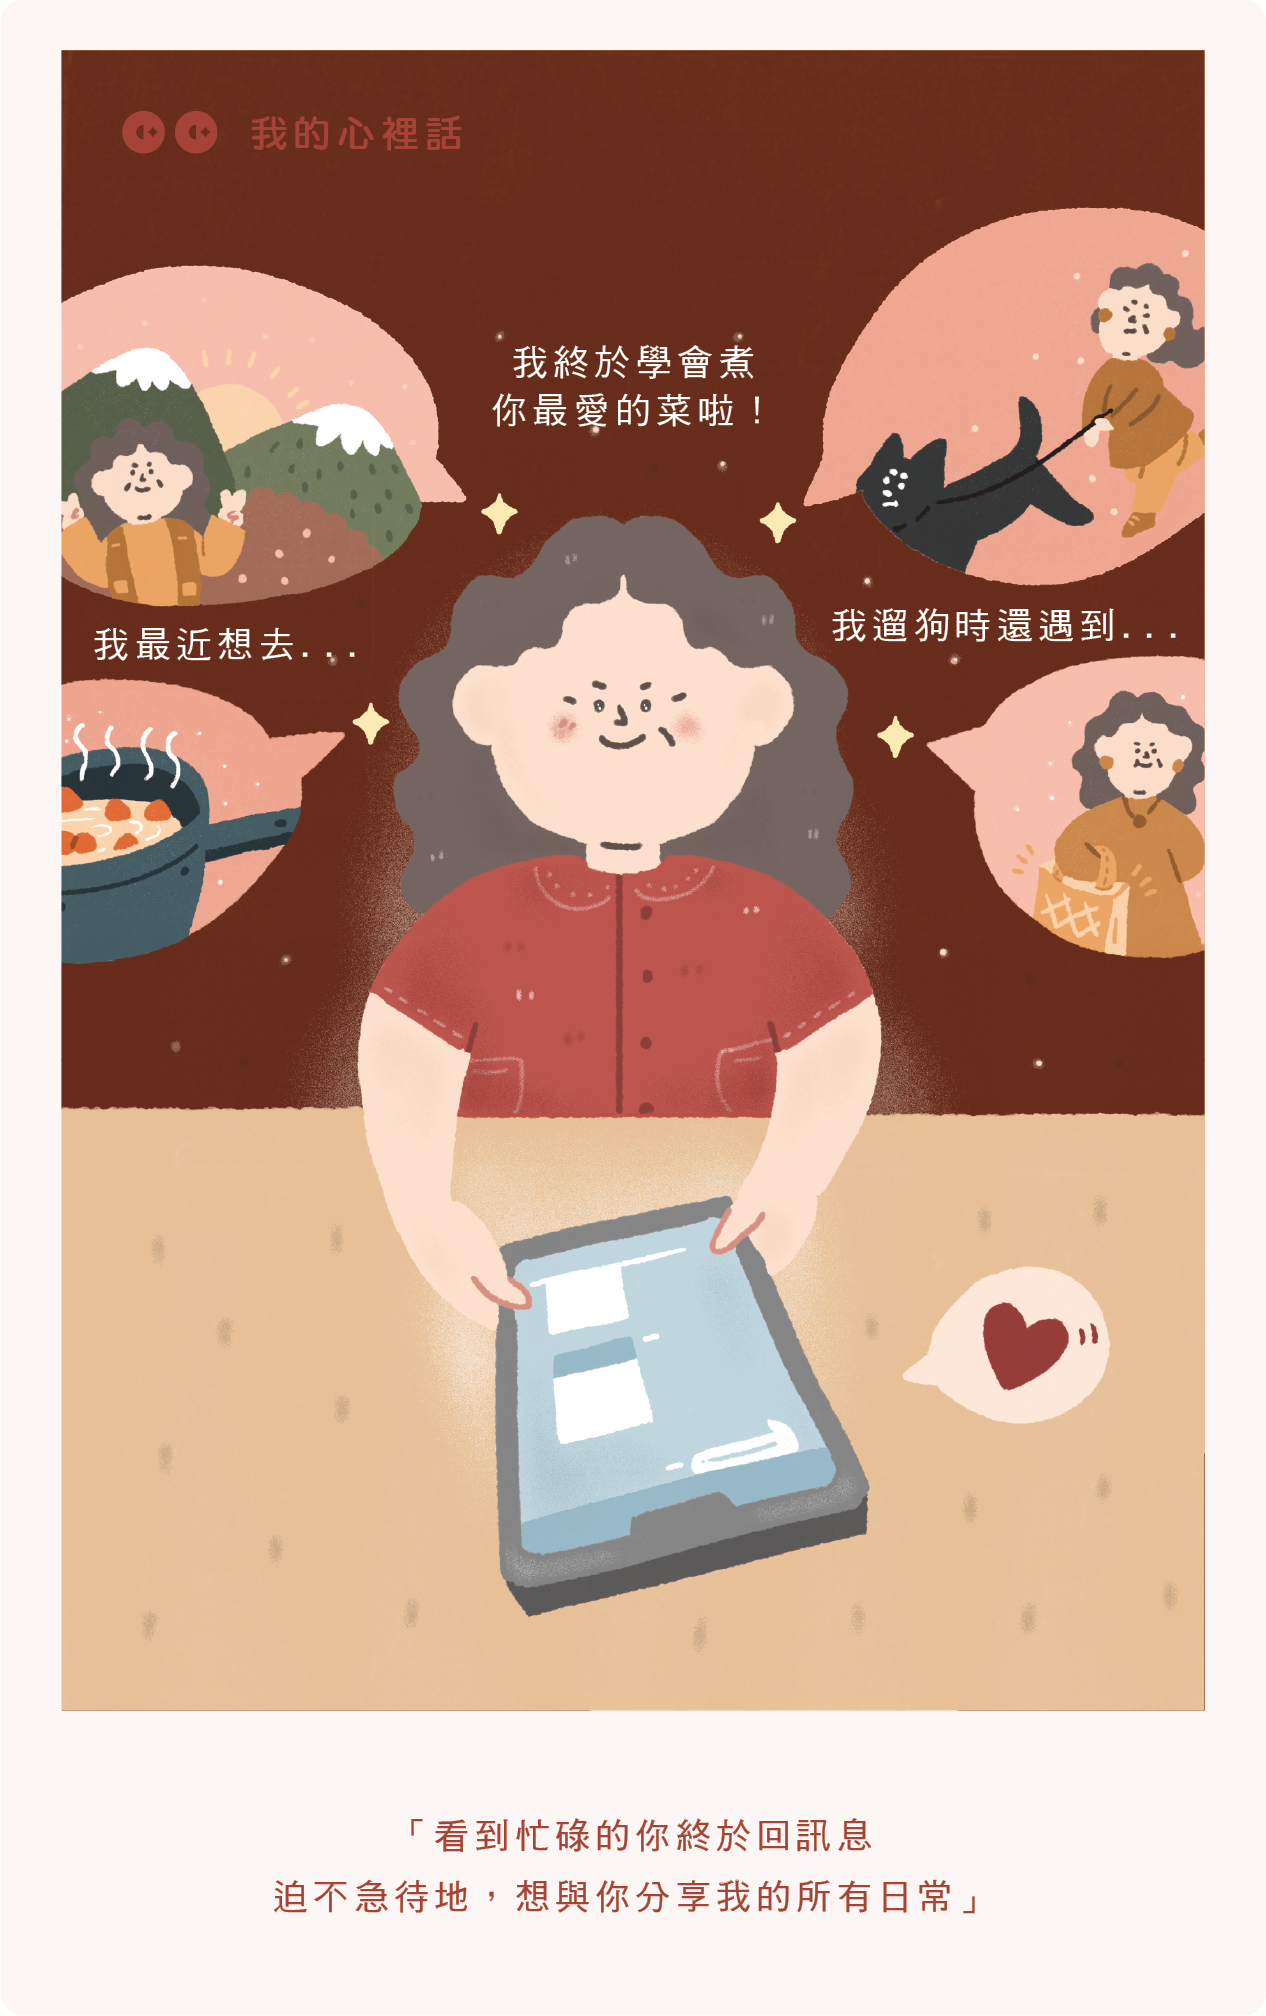 我的心裡話
我終於學會煮
你最愛的菜啦！
我最近想去...
我遛狗時還遇到...
「看到忙碌的你終於回訊息
迫不急待地，想與你分享我的所有日常」